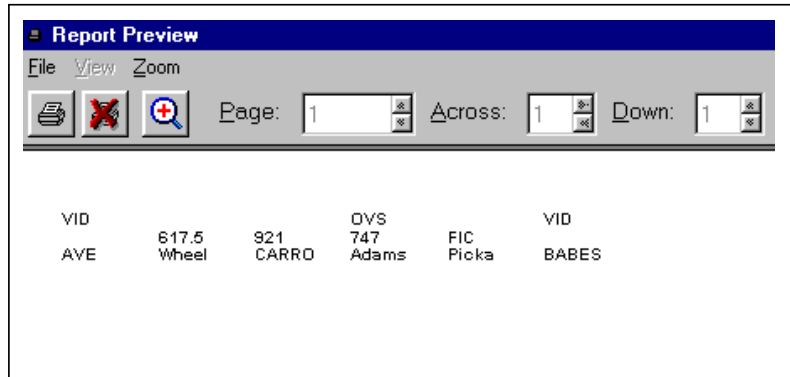 Report Preview
File View Zoom
Page: 1 Across: 1 Down: 1
VID OVS VID
617.5 921 747 FIC
AVE Wheel CARRO Adams Picka BABES